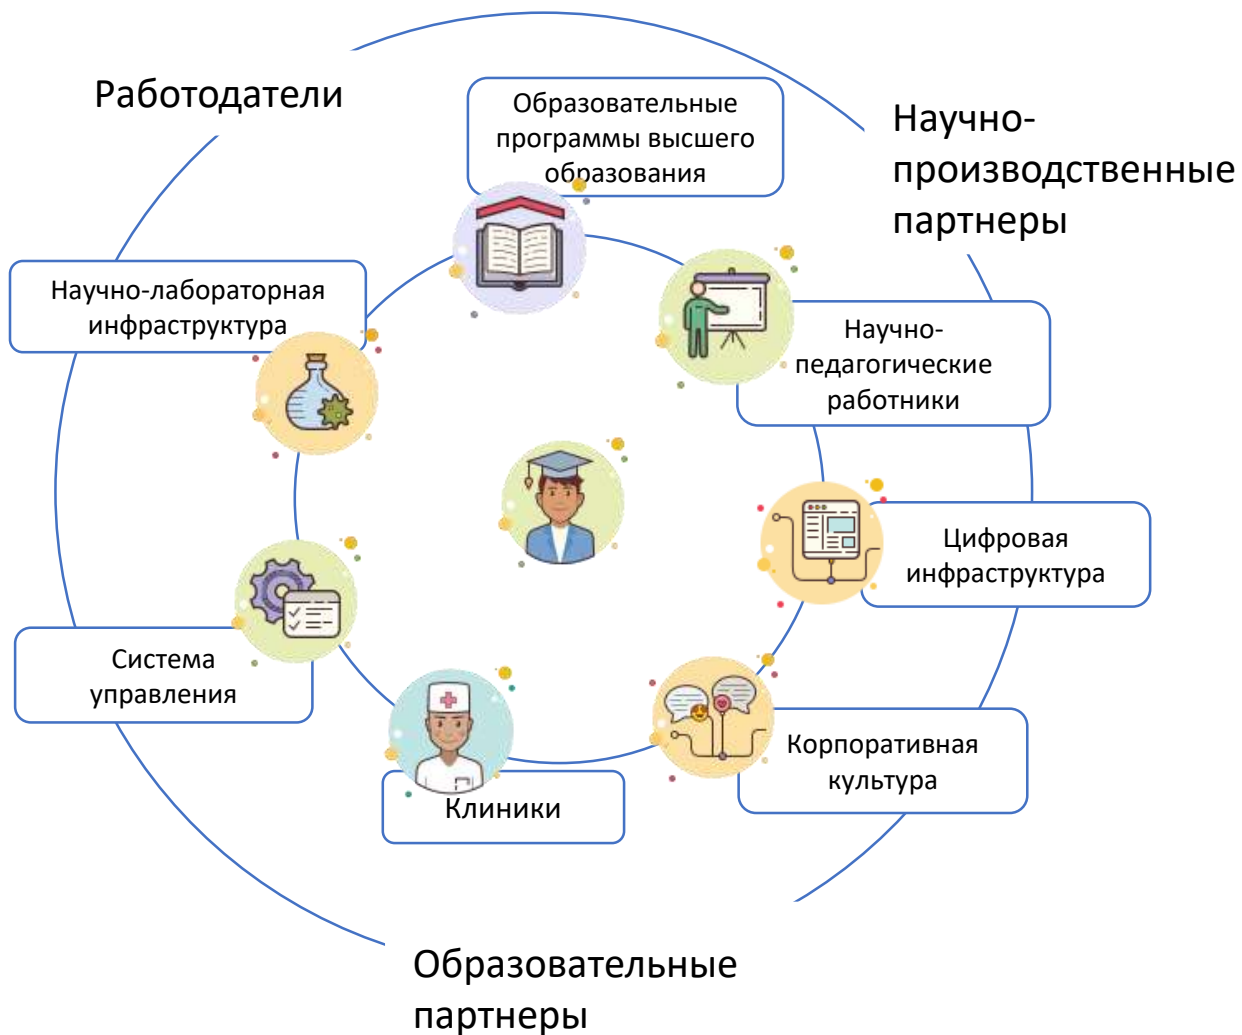 Работодатели
Образовательные
программы высшего
образования
Научно-
производственные
партнеры
Научно-лабораторная
инфраструктура
Научно-
педагогические
работники
Цифровая
инфраструктура
Система
управления
Корпоративная
культура
Клиники
Образовательные
партнеры